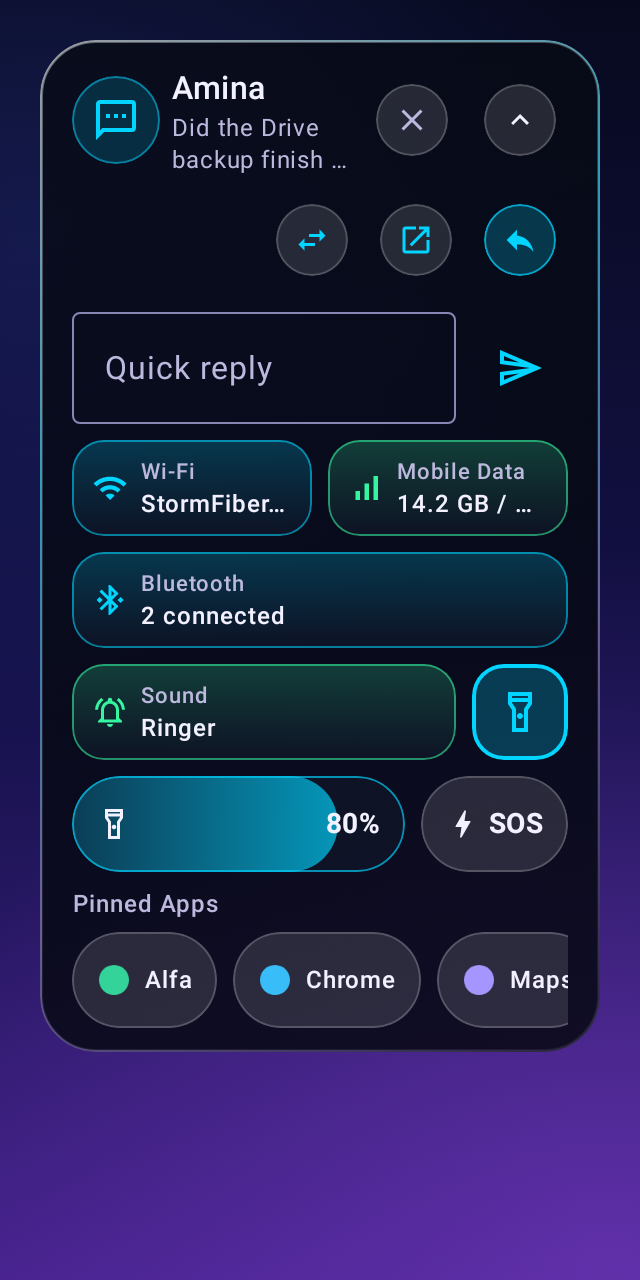 Amina
Did the Drive
backup finish …
Quick reply
Wi-Fi
StormFiber…
Mobile Data
14.2 GB / …
Bluetooth
2 connected
Sound
Ringer
80%
SOS
Pinned Apps
Alfa
Chrome
Maps